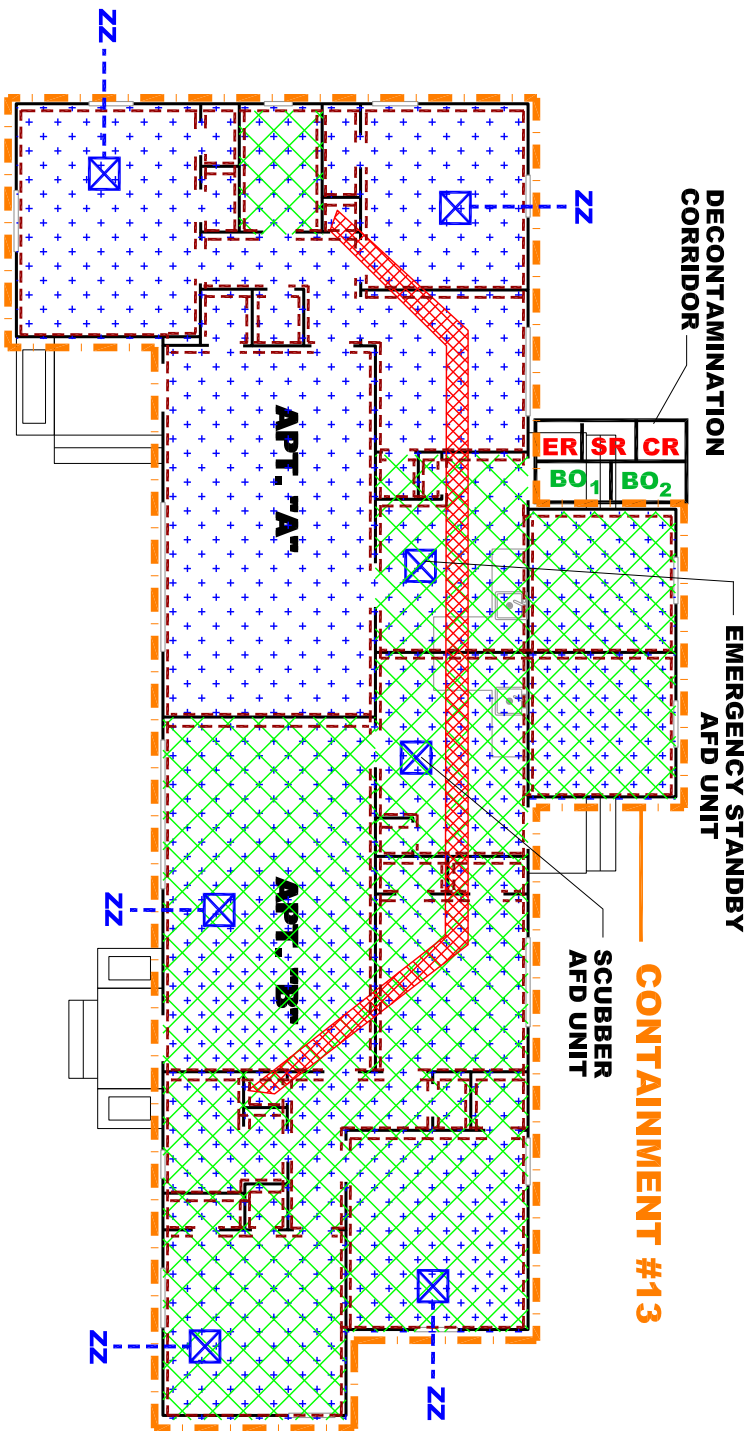 DECONTAMINATION
CORRIDOR
ER
SR
CR
BO1
BO2
EMERGENCY STANDBY
AFD UNIT
SCUBBER
AFD UNIT
CONTAINMENT #13
APT. "A"
APT. "B"
ZZ
ZZ
ZZ
ZZ
ZZ